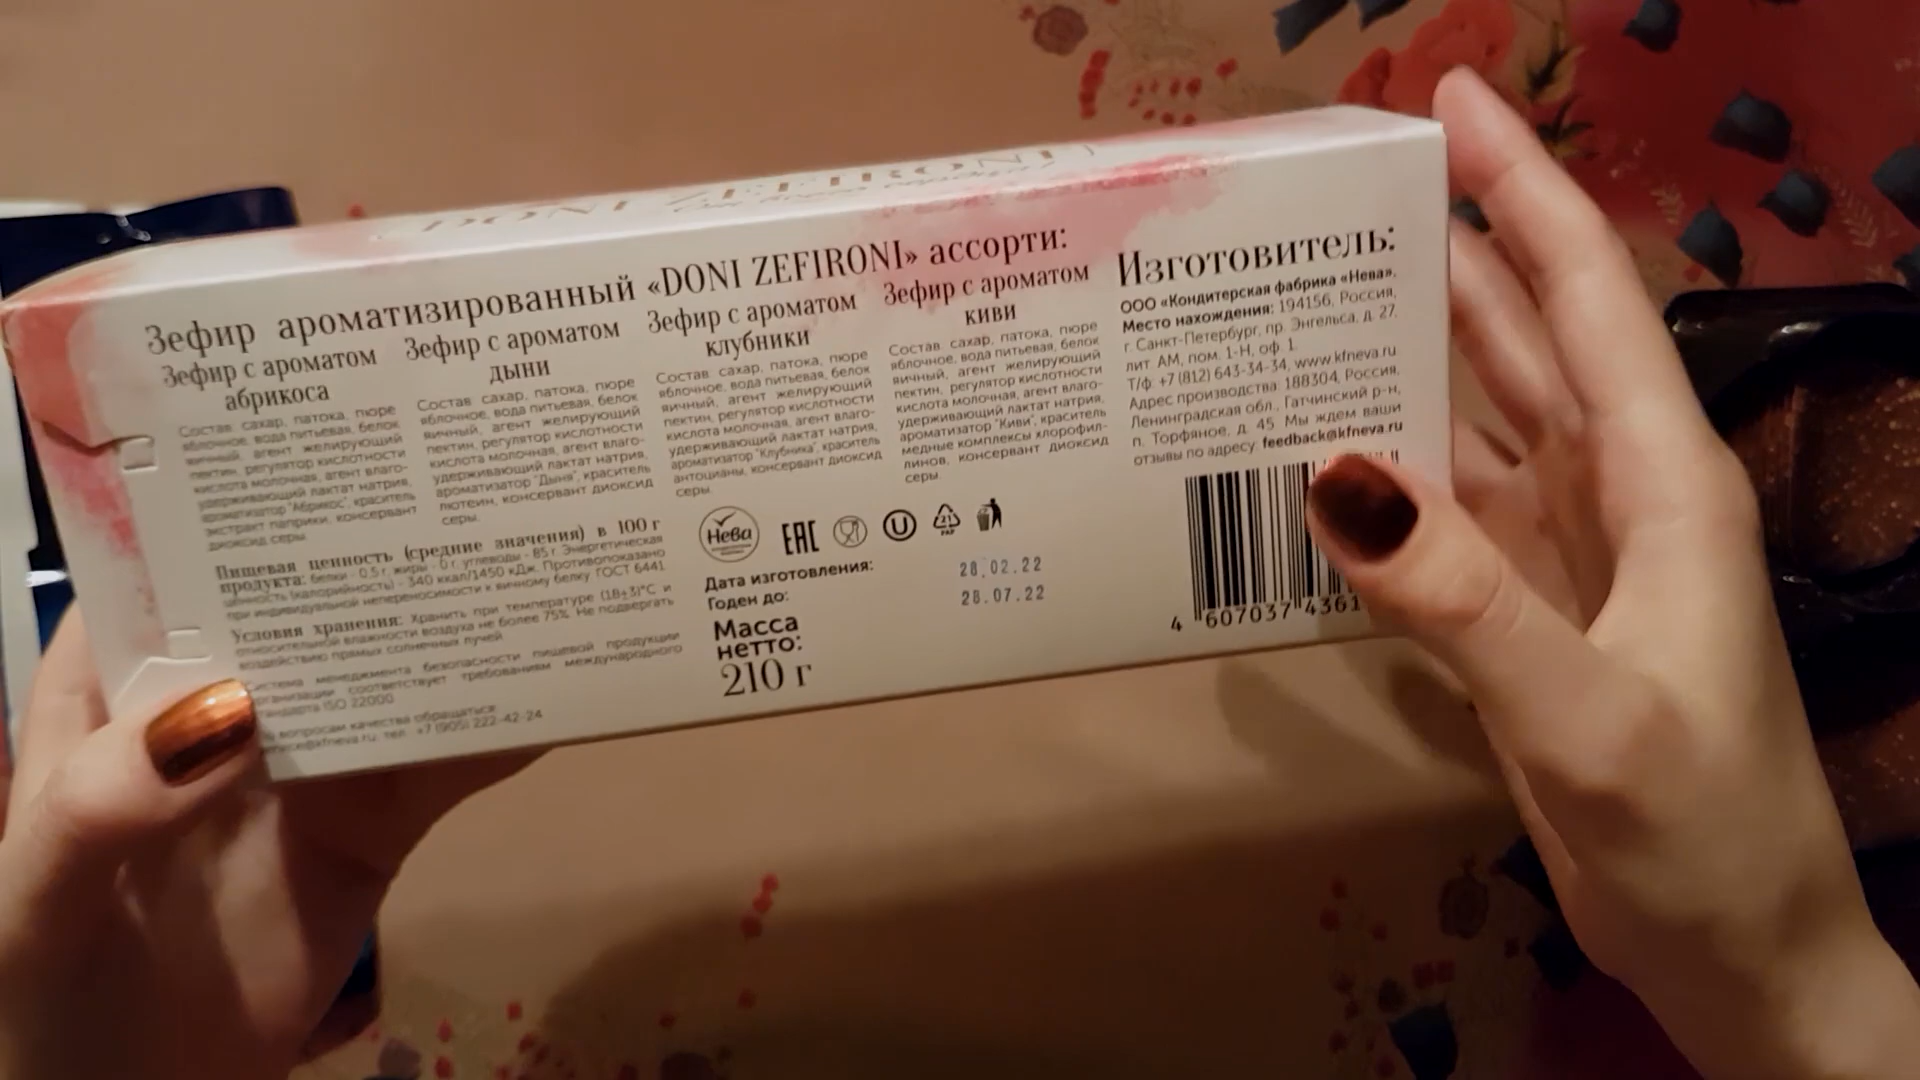 DONI ZEFIRONI
Зефир ароматизированный «DONI ZEFIRONI» ассорти:
Зефир с ароматом
абрикоса
Состав: сахар, патока, пюре
яблочное, вода питьевая, белок
яичный, агент желирующий
пектин, регулятор кислотности
кислота молочная, агент влаго-
удерживающий лактат натрия,
ароматизатор "Абрикос", краситель
экстракт паприки, консервант
диоксид серы.
Зефир с ароматом
дыни
Состав: сахар, патока, пюре
яблочное, вода питьевая, белок
яичный, агент желирующий
пектин, регулятор кислотности
кислота молочная, агент влаго-
удерживающий лактат натрия,
ароматизатор "Дыня", краситель
лютеин, консервант диоксид
серы.
Зефир с ароматом
клубники
Состав: сахар, патока, пюре
яблочное, вода питьевая, белок
яичный, агент желирующий
пектин, регулятор кислотности
кислота молочная, агент влаго-
удерживающий лактат натрия,
ароматизатор "Клубника", краситель
антоцианы, консервант диоксид
серы.
Зефир с ароматом
киви
Состав: сахар, патока, пюре
яблочное, вода питьевая, белок
яичный, агент желирующий
пектин, регулятор кислотности
кислота молочная, агент влаго-
удерживающий лактат натрия,
ароматизатор "Киви", краситель
медные комплексы хлорофил-
линов, консервант диоксид
серы.
Изготовитель:
ООО «Кондитерская фабрика «Нева».
Место нахождения: 194156, Россия,
г. Санкт-Петербург, пр. Энгельса, д. 27,
лит АМ, пом. 1-Н, оф. 1.
Т/ф: +7 (812) 643-34-34, www.kfneva.ru
Адрес производства: 188304, Россия,
Ленинградская обл., Гатчинский р-н,
п. Торфяное, д. 45. Мы ждем ваши
отзывы по адресу: feedback@kfneva.ru
Пищевая ценность (средние значения) в 100 г
продукта: белки - 0,5 г, жиры - 0 г, углеводы - 85 г. Энергетическая
ценность (калорийность) - 340 ккал/1450 кДж. Противопоказано
при индивидуальной непереносимости к яичному белку. ГОСТ 6441
Условия хранения: Хранить при температуре (18±3)°С и
относительной влажности воздуха не более 75%. Не подвергать
воздействию прямых солнечных лучей.
Система менеджмента безопасности пищевой продукции
организации соответствует требованиям международного
стандарта ISO 22000
вопросам качества обращаться
@kfneva.ru, тел. +7 (905) 222-42-24
Нева
EAC
U
21
PAP
Дата изготовления: 28.02.22
Годен до: 28.07.22
Масса
нетто:
210 г
4 607037 4361